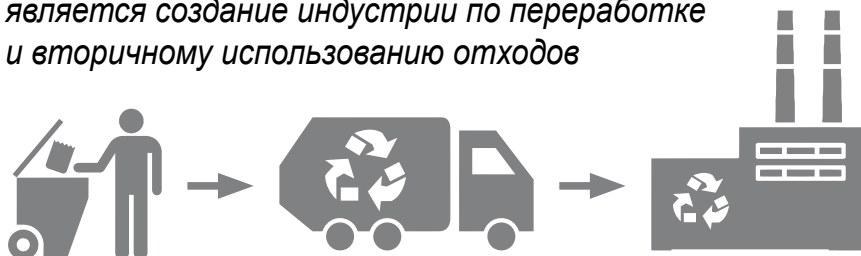 является создание индустрии по переработке
и вторичному использованию отходов